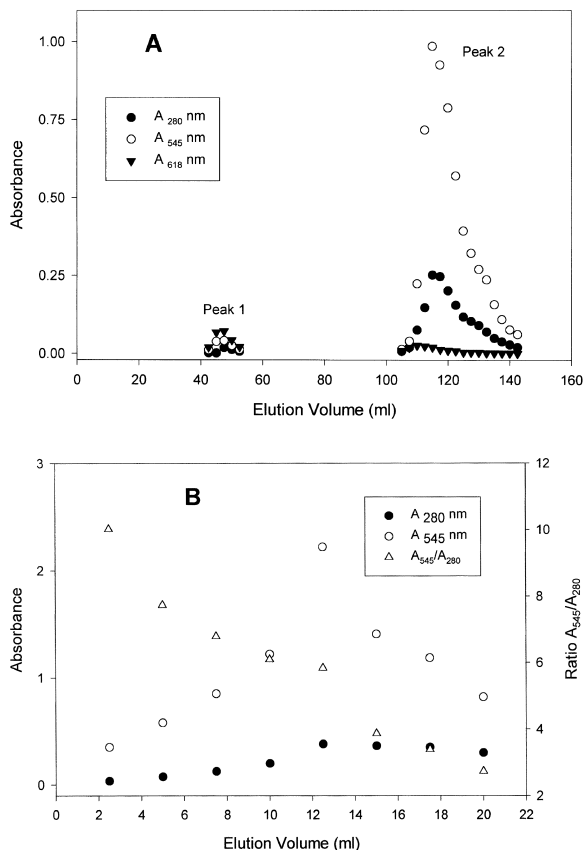 A
Peak 2
A 280 nm
A 545 nm
A 618 nm
Peak 1
Absorbance
1.00
0.75
0.50
0.25
0.00
0 20 40 60 80 100 120 140 160
Elution Volume (ml)
B
A 280 nm
A 545 nm
A545/A280
Absorbance
3
2
1
0
Ratio A545/A280
12
10
8
6
4
2
0 2 4 6 8 10 12 14 16 18 20 22
Elution Volume (ml)